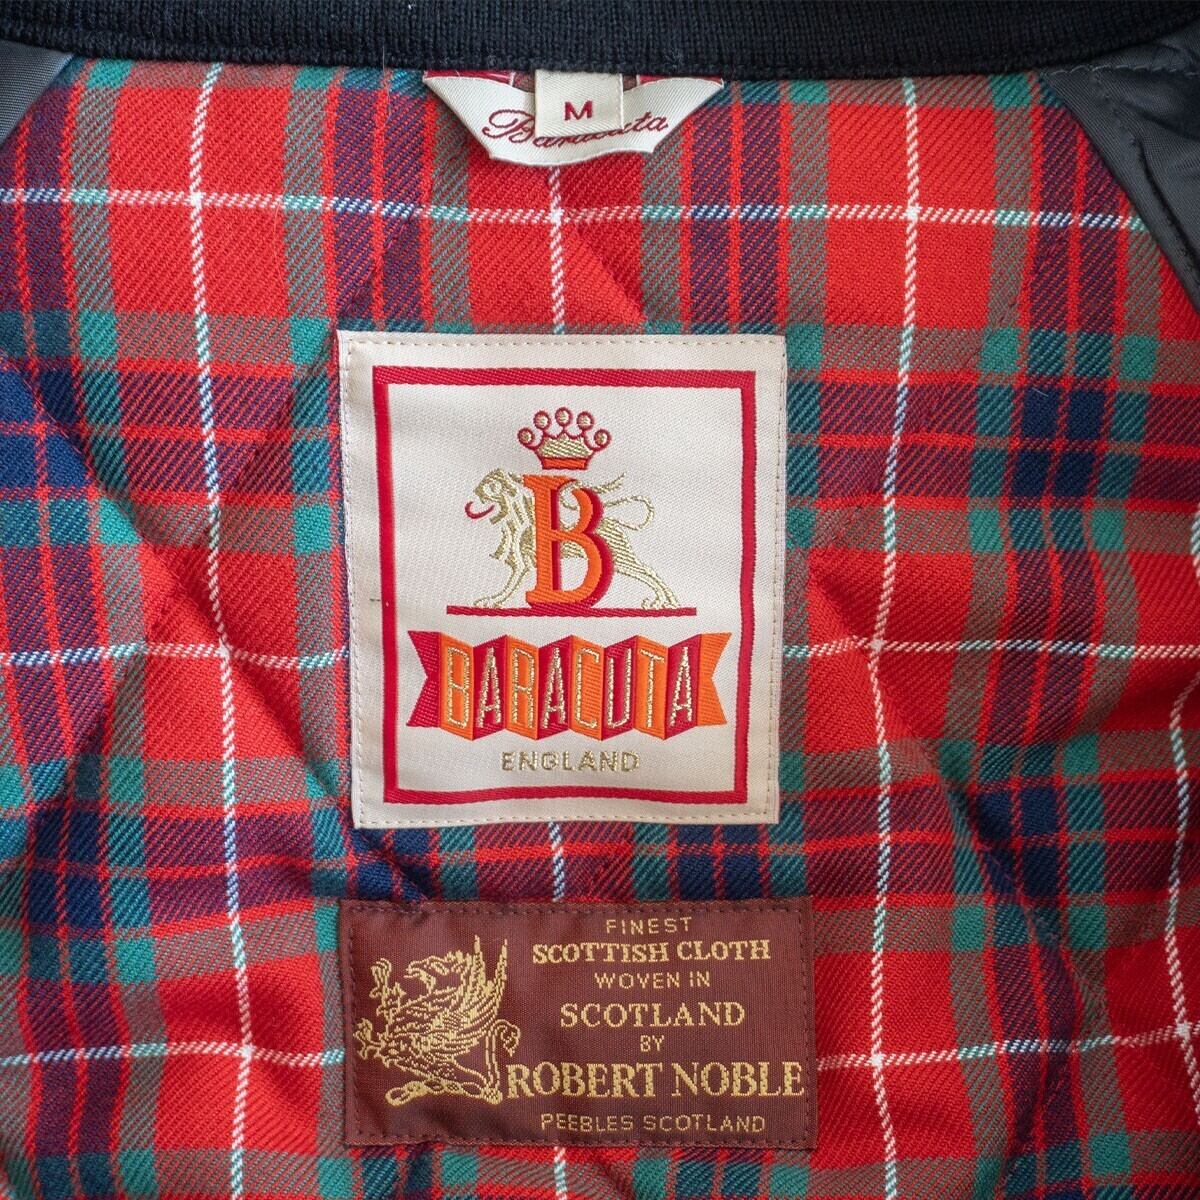 M
Baracuta
B
BARACUTA
ENGLAND
FINEST
SCOTTISH CLOTH
WOVEN IN
SCOTLAND
BY
ROBERT NOBLE
PEEBLES SCOTLAND